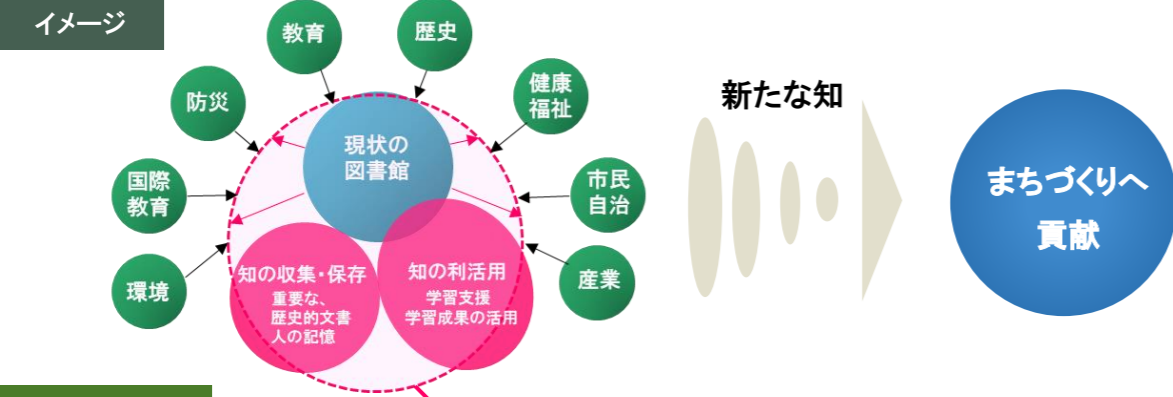 イメージ
教育
歴史
防災
健康
福祉
現状の
図書館
国際
教育
市民
自治
環境
産業
知の収集・保存
重要な、
歴史的文書
人の記憶
知の利活用
学習支援
学習成果の活用
新たな知
まちづくりへ
貢献